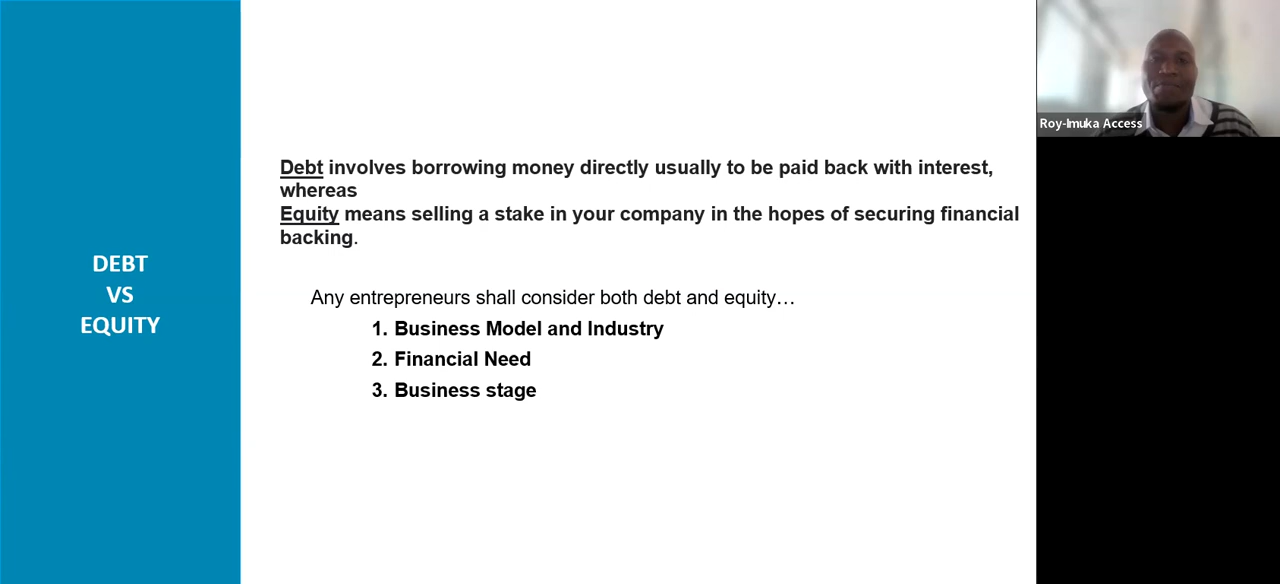 DEBT
VS
EQUITY
Debt involves borrowing money directly usually to be paid back with interest,
whereas
Equity means selling a stake in your company in the hopes of securing financial
backing.
Any entrepreneurs shall consider both debt and equity…
1. Business Model and Industry
2. Financial Need
3. Business stage
Roy-Imuka Access